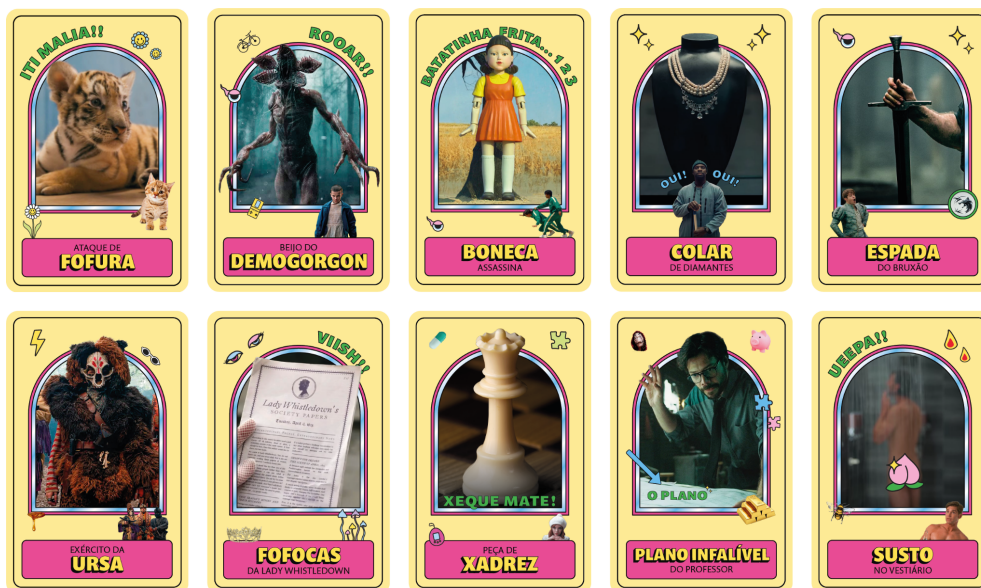 ITI MALIA!!
ATAQUE DE
FOFURA
ROOAR!!
BEIJO DO
DEMOGORGON
BATATINHA FRITA... 1 2 3
BONECA
ASSASSINA
OUI! OUI!
COLAR
DE DIAMANTES
ESPADA
DO BRUXÃO
EXÉRCITO DA
URSA
VIISH!!
Lady Whistledown's
SOCIETY PAPERS
FOFOCAS
DA LADY WHISTLEDOWN
XEQUE MATE!
PEÇA DE
XADREZ
O PLANO
PLANO INFALÍVEL
DO PROFESSOR
UEEPA!!
SUSTO
NO VESTIÁRIO